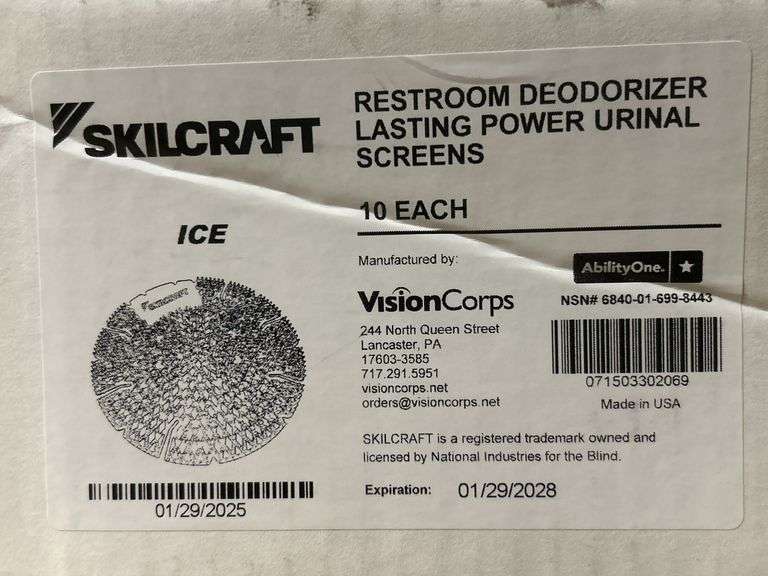 SKILCRAFT
RESTROOM DEODORIZER
LASTING POWER URINAL
SCREENS
10 EACH
ICE
SKILCRAFT
Manufactured by:
AbilityOne.
VisionCorps
NSN# 6840-01-699-8443
244 North Queen Street
Lancaster, PA
17603-3585
717.291.5951
visioncorps.net
orders@visioncorps.net
071503302069
Made in USA
SKILCRAFT is a registered trademark owned and
licensed by National Industries for the Blind.
Expiration: 01/29/2028
01/29/2025